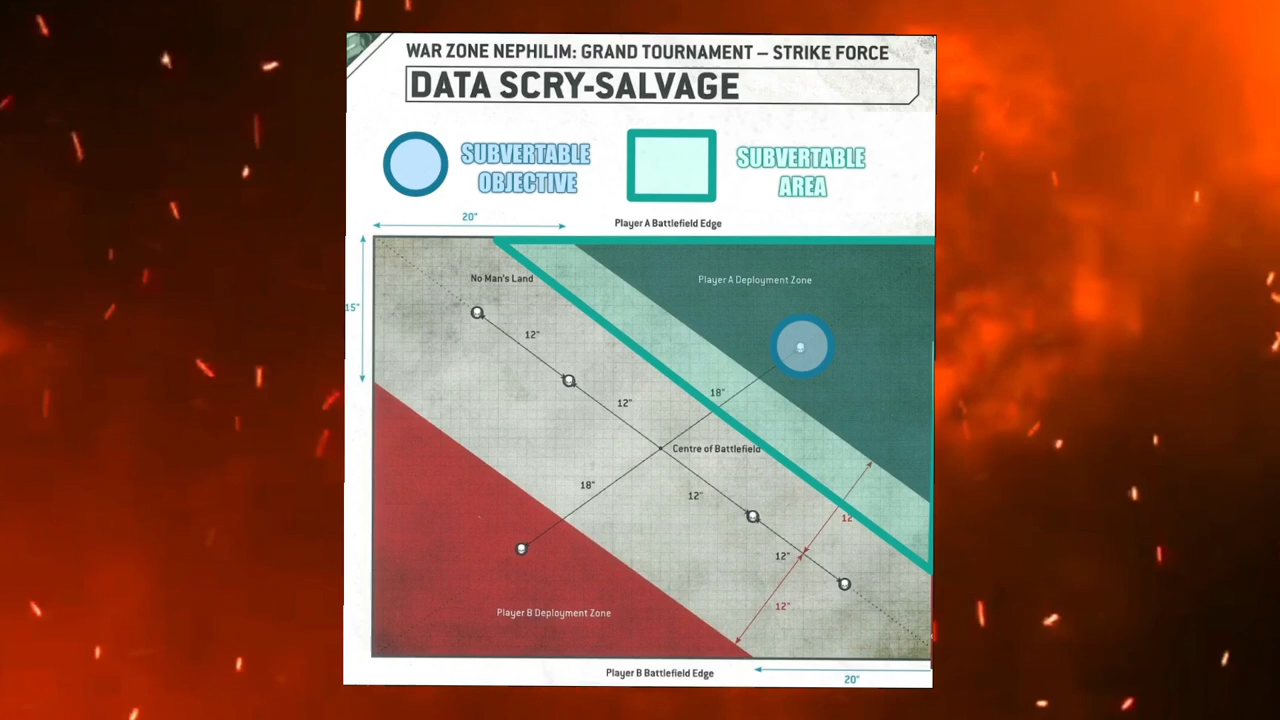 WAR ZONE NEPHILIM: GRAND TOURNAMENT – STRIKE FORCE
DATA SCRY-SALVAGE
SUBVERTABLE
OBJECTIVE
SUBVERTABLE
AREA
20"
Player A Battlefield Edge
No Man's Land
Player A Deployment Zone
15"
12"
18"
12"
Centre of Battlefield
18"
12"
12
12"
12"
Player B Deployment Zone
Player B Battlefield Edge
20"